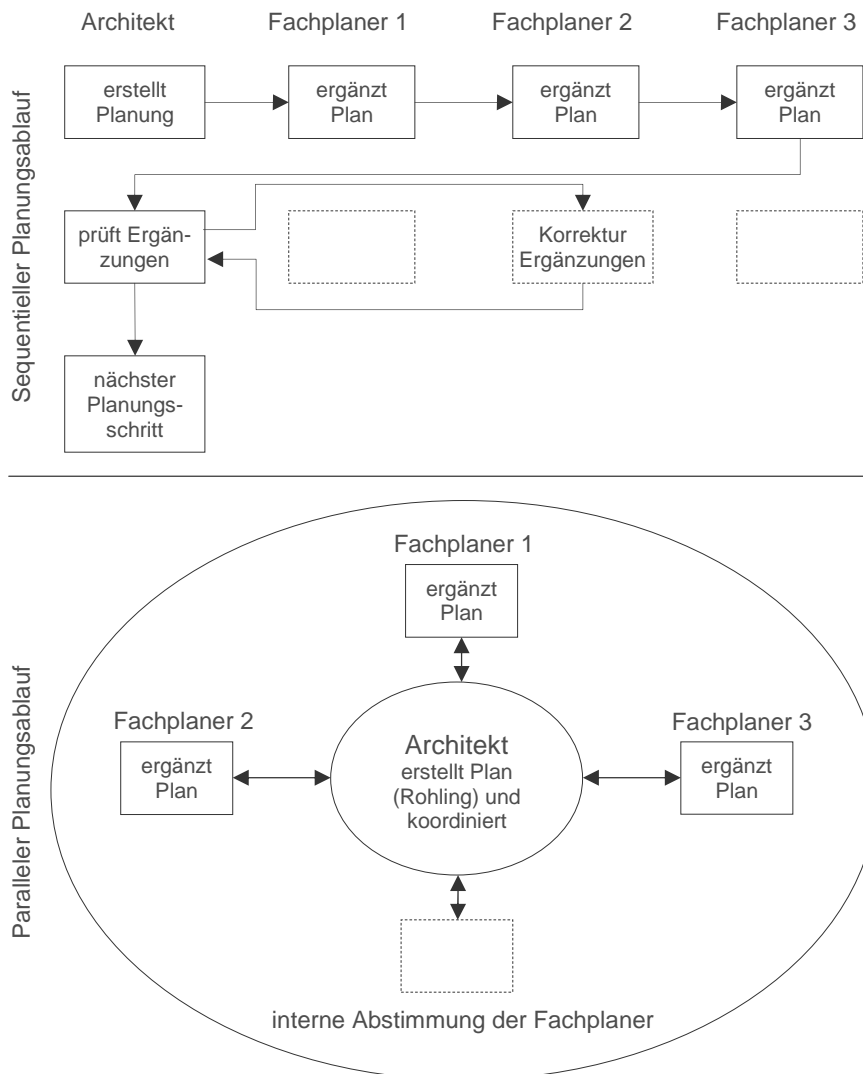 Architekt
Fachplaner 1
Fachplaner 2
Fachplaner 3
Sequentieller Planungsablauf
erstellt
Planung
ergänzt
Plan
ergänzt
Plan
ergänzt
Plan
prüft Ergän-
zungen
Korrektur
Ergänzungen
nächster
Planungs-
schritt
Paralleler Planungsablauf
Fachplaner 1
ergänzt
Plan
Fachplaner 2
ergänzt
Plan
Architekt
erstellt Plan
(Rohling) und
koordiniert
Fachplaner 3
ergänzt
Plan
interne Abstimmung der Fachplaner